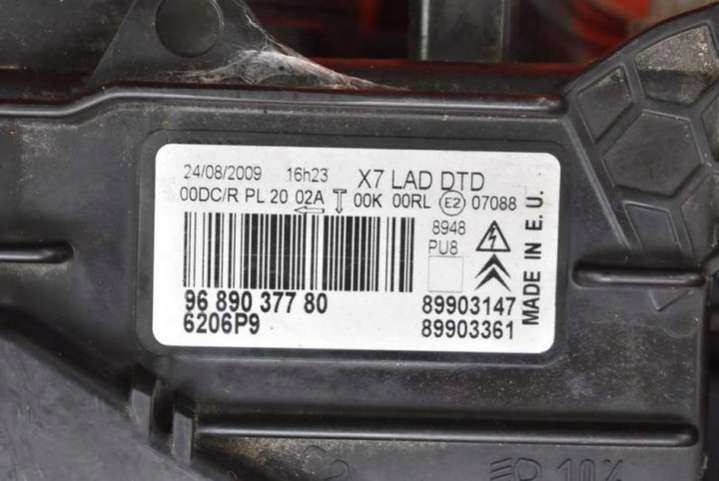 24/08/2009 16h23 X7 LAD DTD
00DC/R PL 20 02A 00K 00RL E2 07088
8948
PU8
96 890 377 80 89903147
6206P9 89903361
MADE IN E.U.
10%